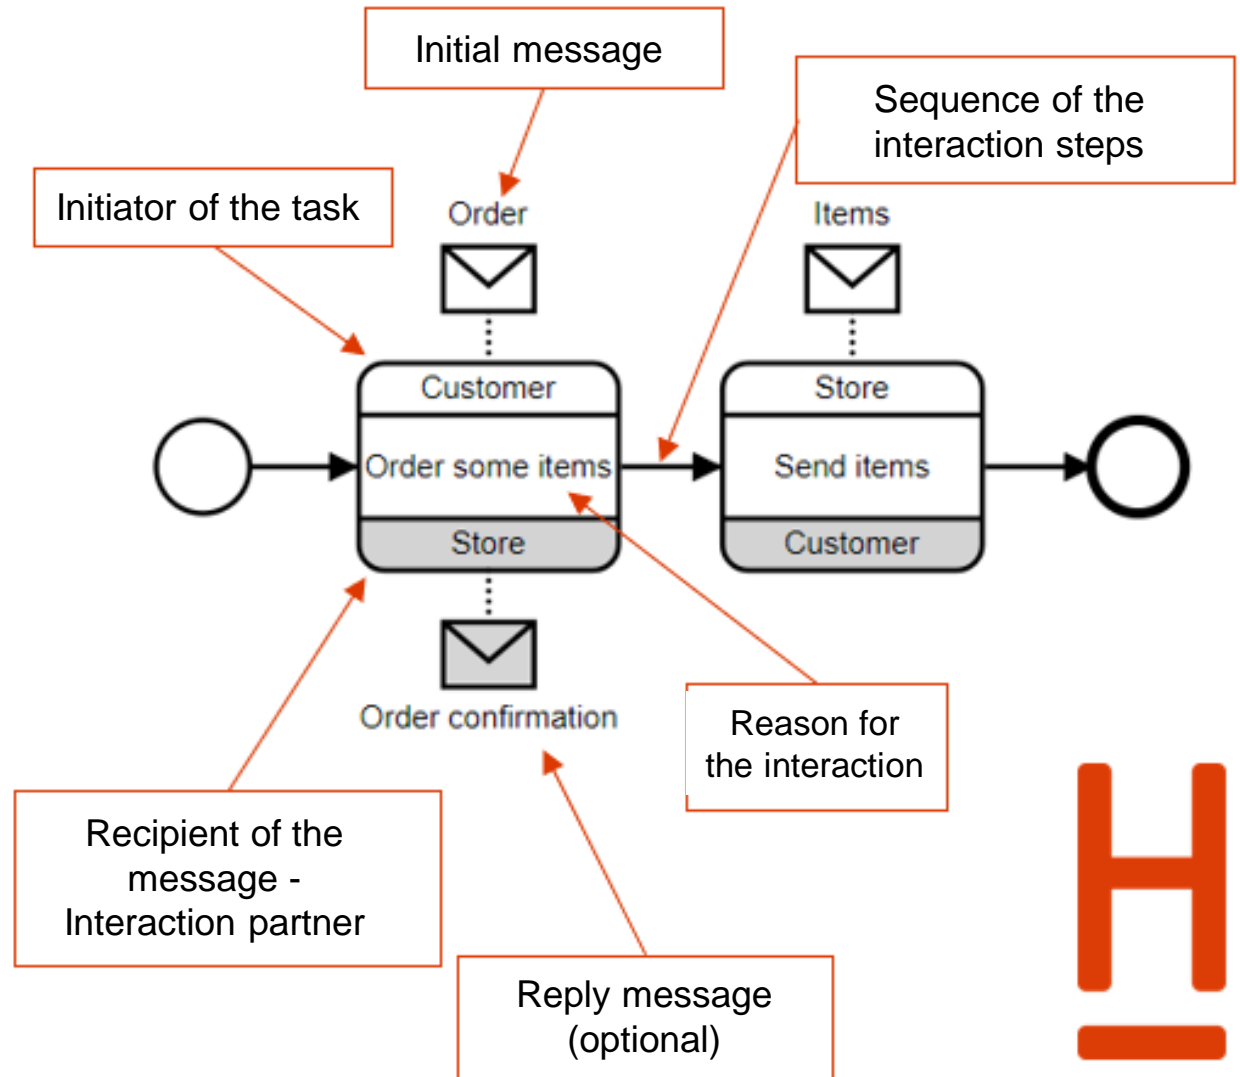 Initial message
Sequence of the
interaction steps
Initiator of the task
Order
Items
Customer
Store
Order some items
Send items
Store
Customer
Order confirmation
Reason for
the interaction
Recipient of the
message -
Interaction partner
Reply message
(optional)
H